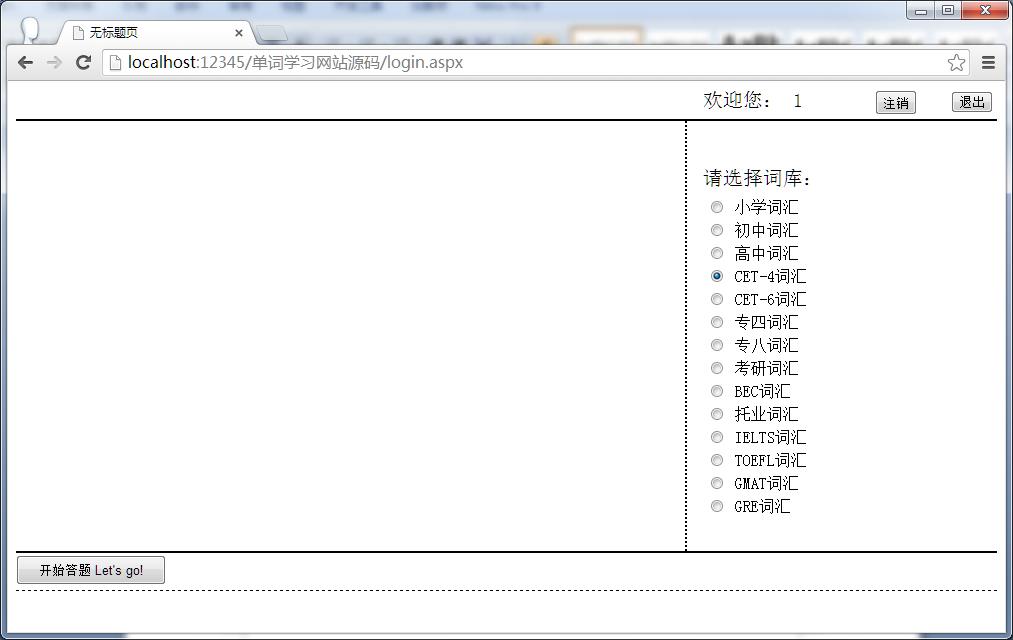 无标题页
localhost:12345/单词学习网站源码/login.aspx
欢迎您： 1 注销 退出
请选择词库：
小学词汇
初中词汇
高中词汇
CET-4词汇
CET-6词汇
专四词汇
专八词汇
考研词汇
BEC词汇
托业词汇
IELTS词汇
TOEFL词汇
GMAT词汇
GRE词汇
开始答题 Let's go!